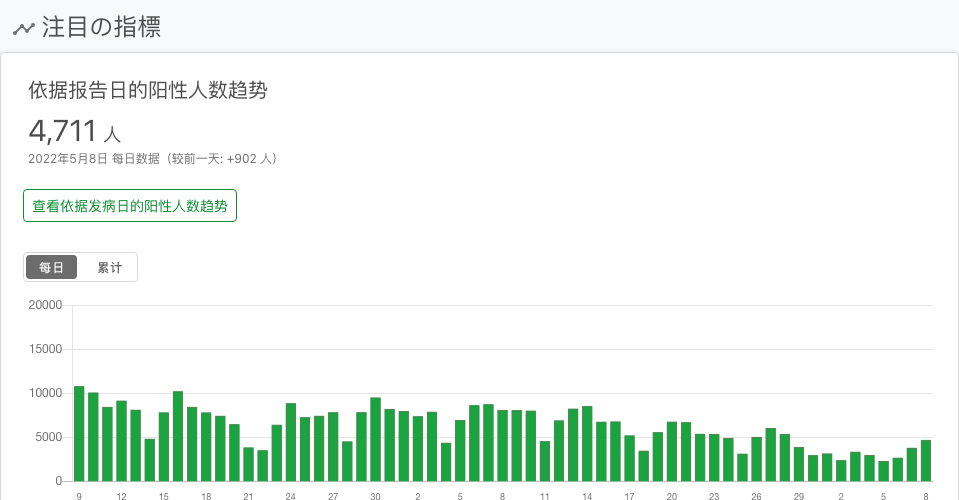 注目の指標
依据报告日的阳性人数趋势
4,711 人
2022年5月8日 每日数据（较前一天: +902 人）
查看依据发病日的阳性人数趋势
每日 累计
20000
15000
10000
5000
0
9 12 15 18 21 24 27 30 2 5 8 11 14 17 20 23 26 29 2 5 8